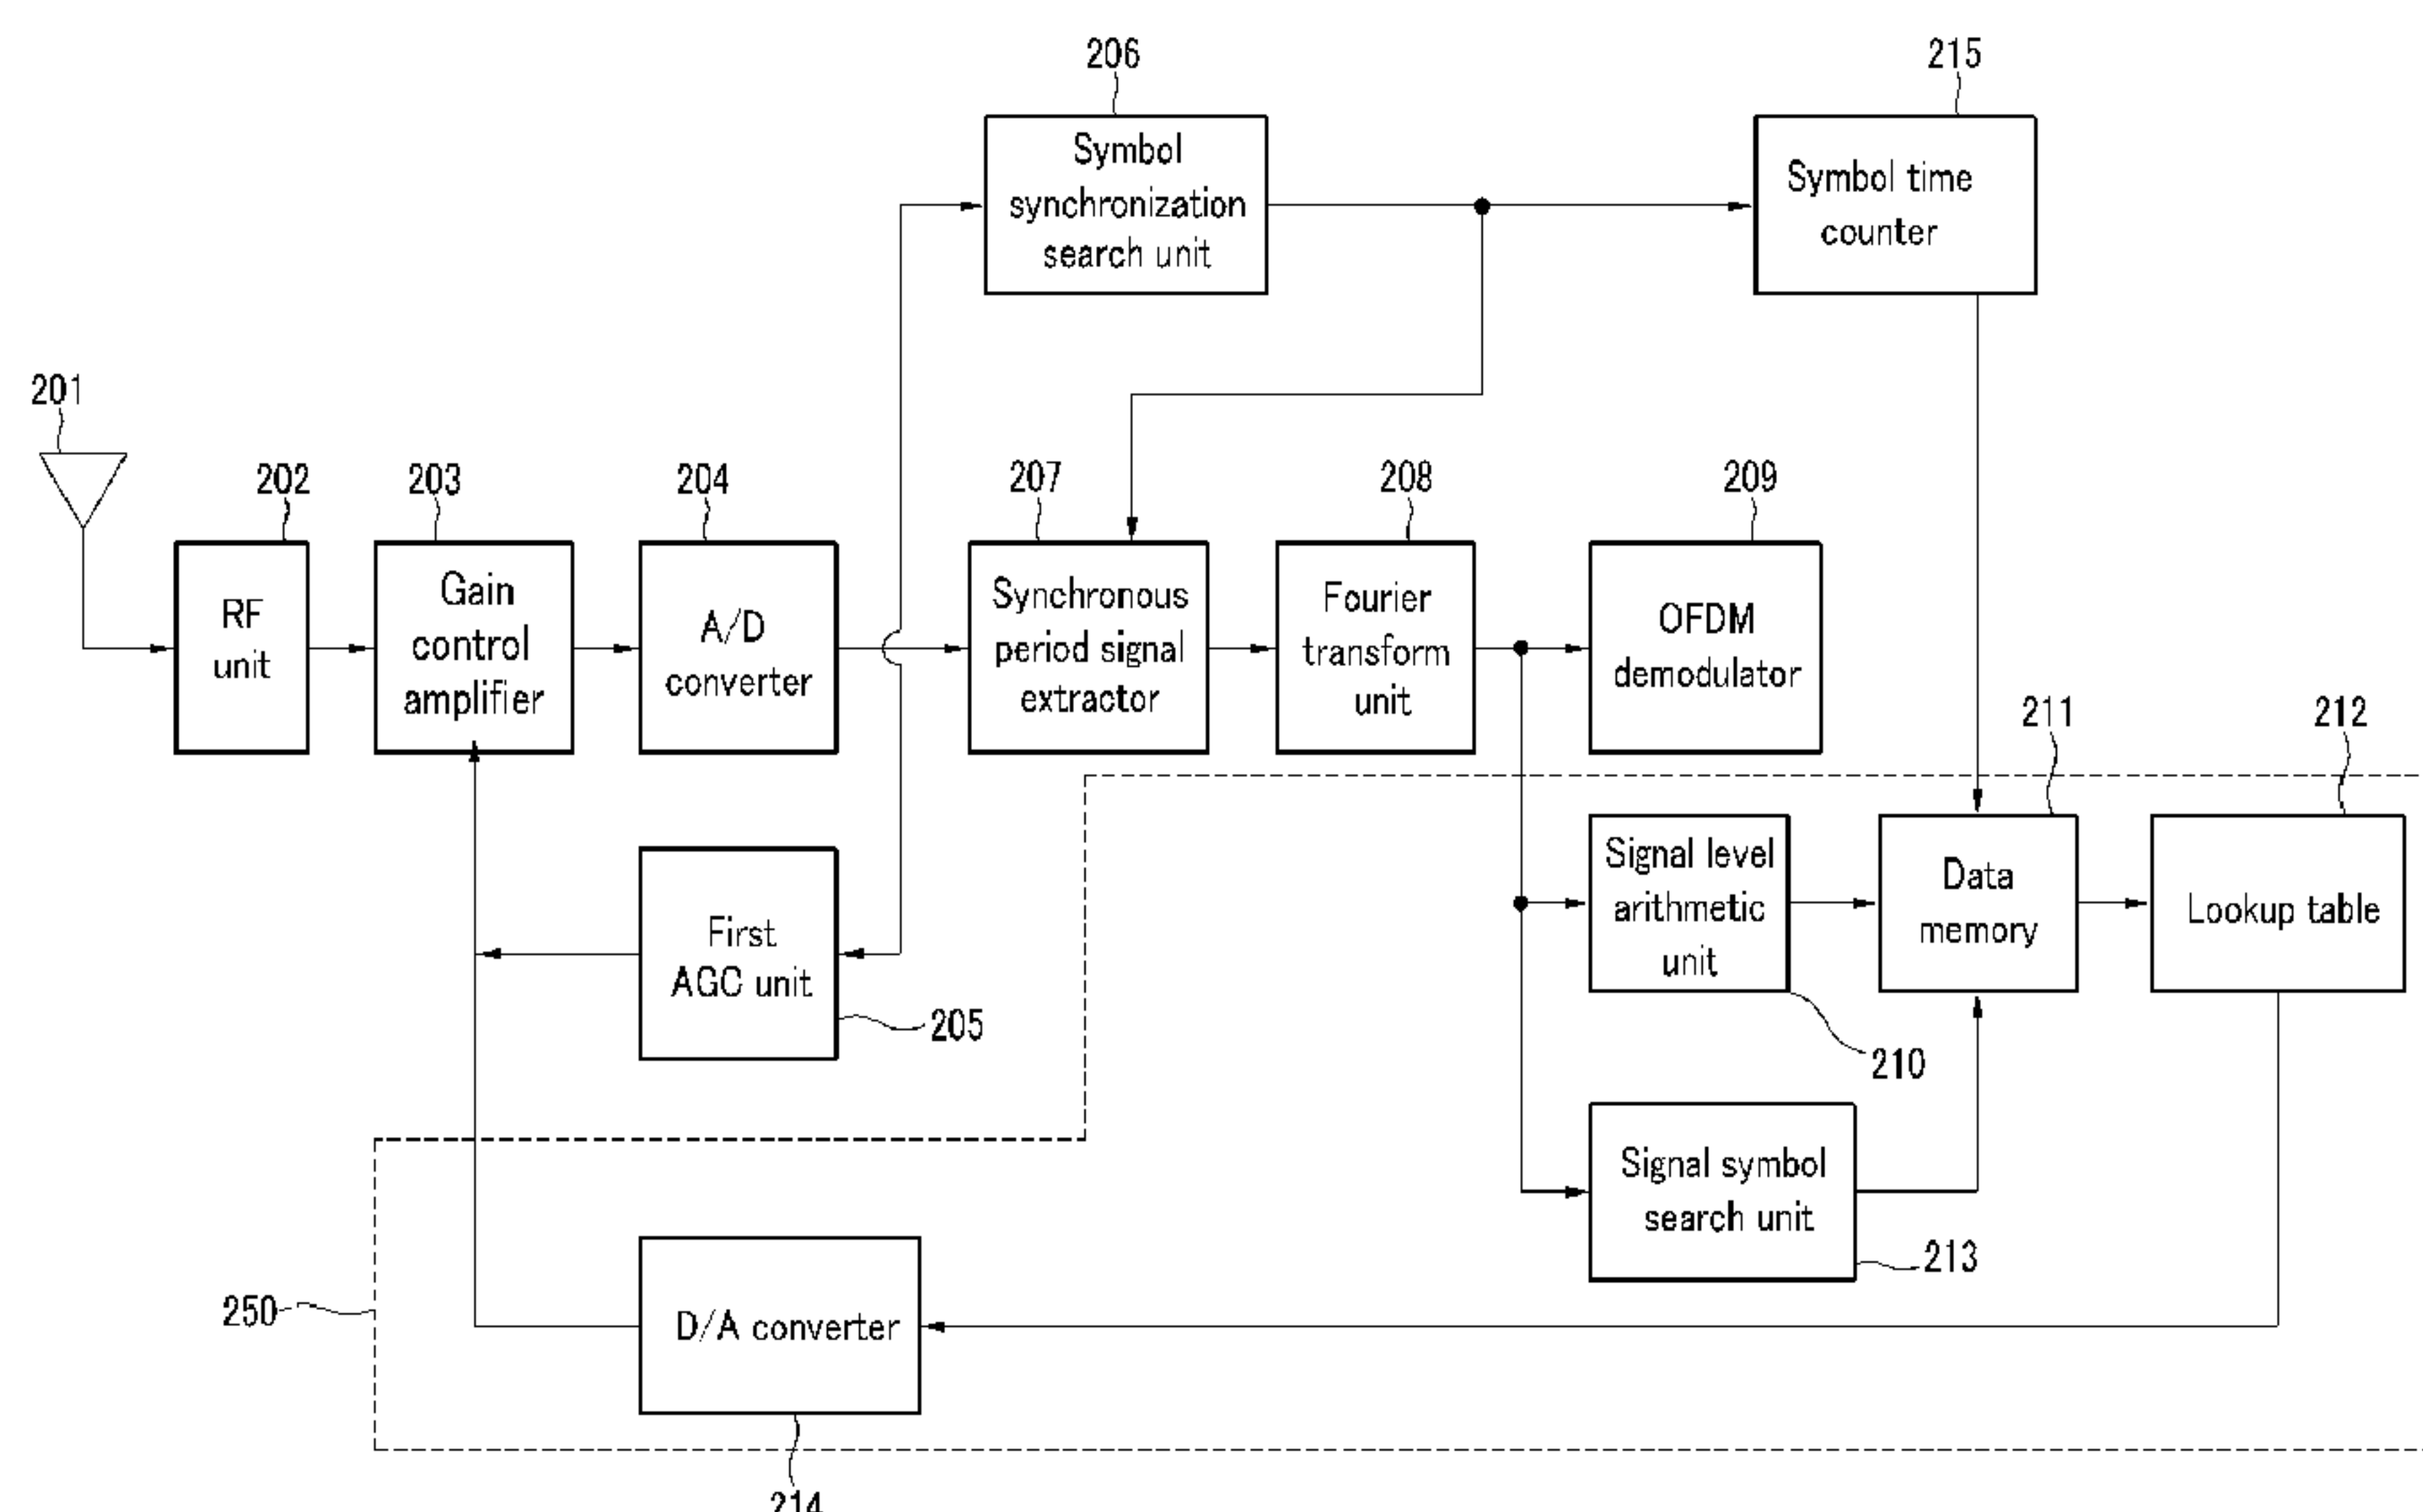 206
215
Symbol
synchronization
search unit
Symbol time
counter
201
202
203
204
207
208
209
RF
unit
Gain
control
amplifier
A/D
converter
Synchronous
period signal
extractor
Fourier
transform
unit
OFDM
demodulator
211
212
First
AGC unit
205
Signal level
arithmetic
unit
210
Data
memory
Lookup table
Signal symbol
search unit
213
250
D/A converter
214